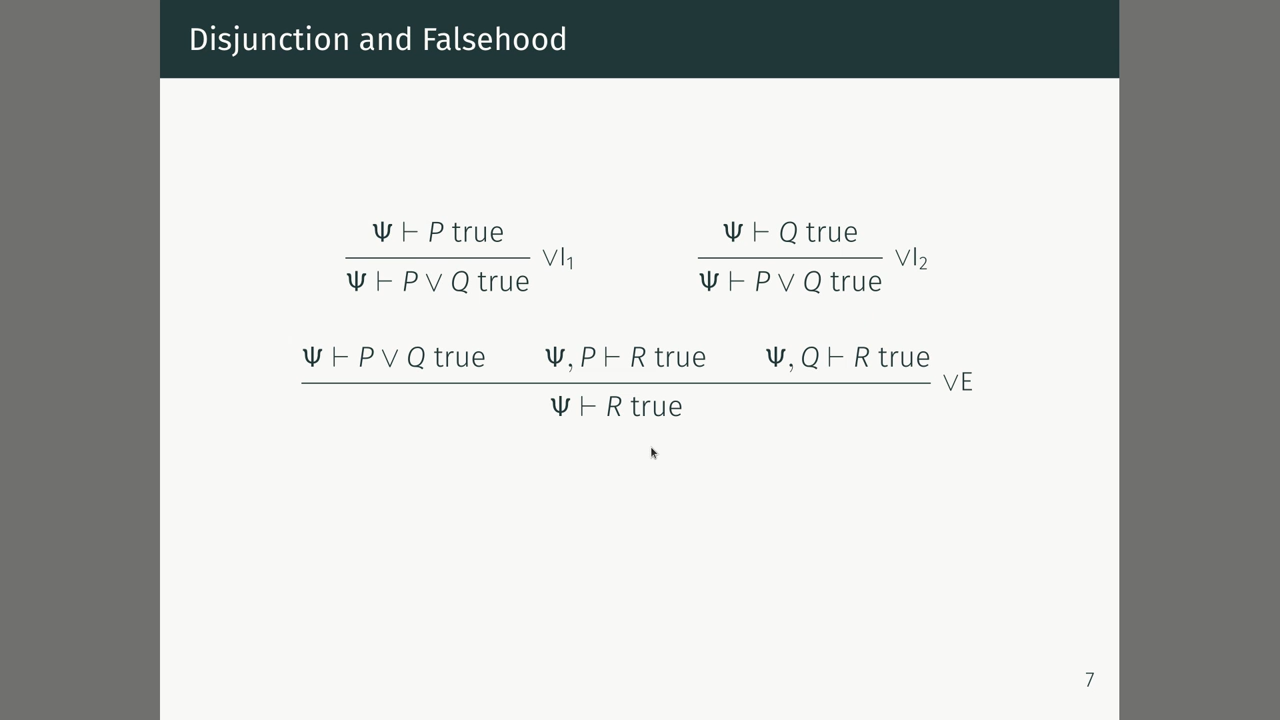 Disjunction and Falsehood
Ψ ⊢ P true
Ψ ⊢ P ∨ Q true
∨I₁
Ψ ⊢ Q true
Ψ ⊢ P ∨ Q true
∨I₂
Ψ ⊢ P ∨ Q true Ψ, P ⊢ R true Ψ, Q ⊢ R true
Ψ ⊢ R true
∨E
7